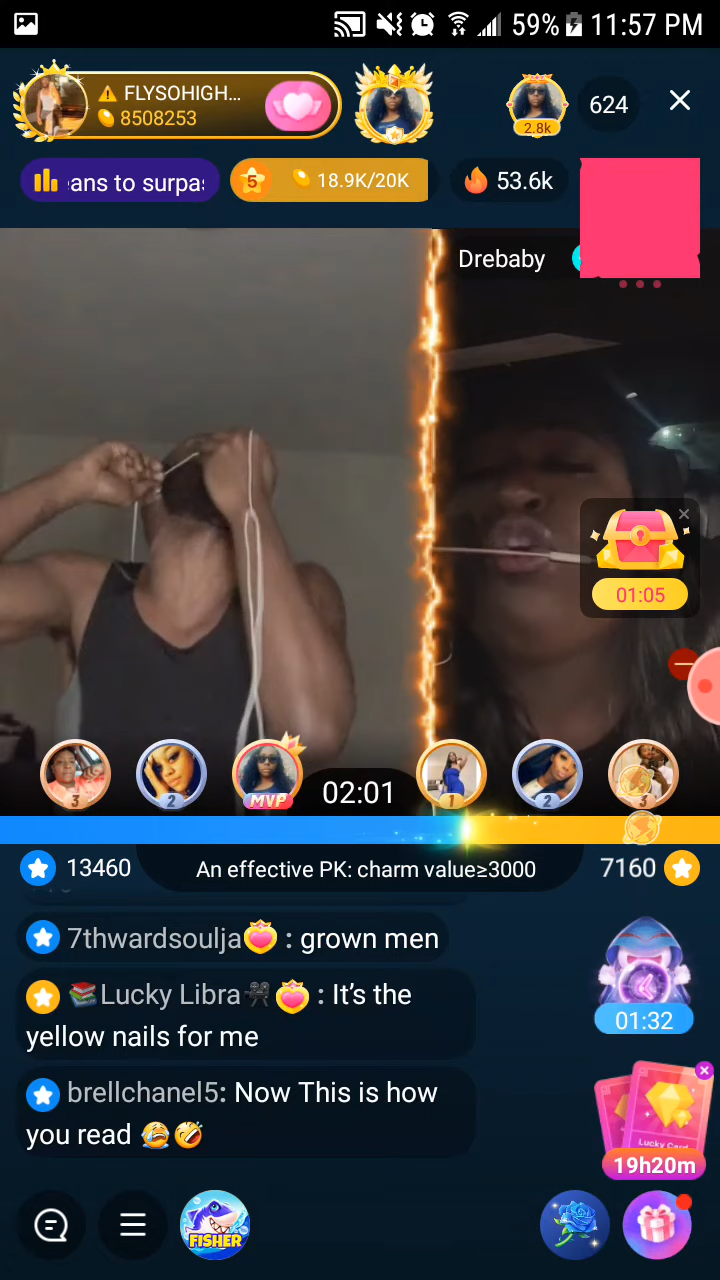 59% 11:57 PM
FLYSOHIGH...
8508253
2.8k
624
ans to surpa
5
18.9K/20K
53.6k
Drebaby
01:05
3
2
MVP
02:01
1
2
3
13460
An effective PK: charm value≥3000
7160
7thwardsoulja : grown men
📚Lucky Libra🎥 : It's the
yellow nails for me
01:32
brellchanel5: Now This is how
you read 😭🤣
Lucky Card
19h20m
FISHER